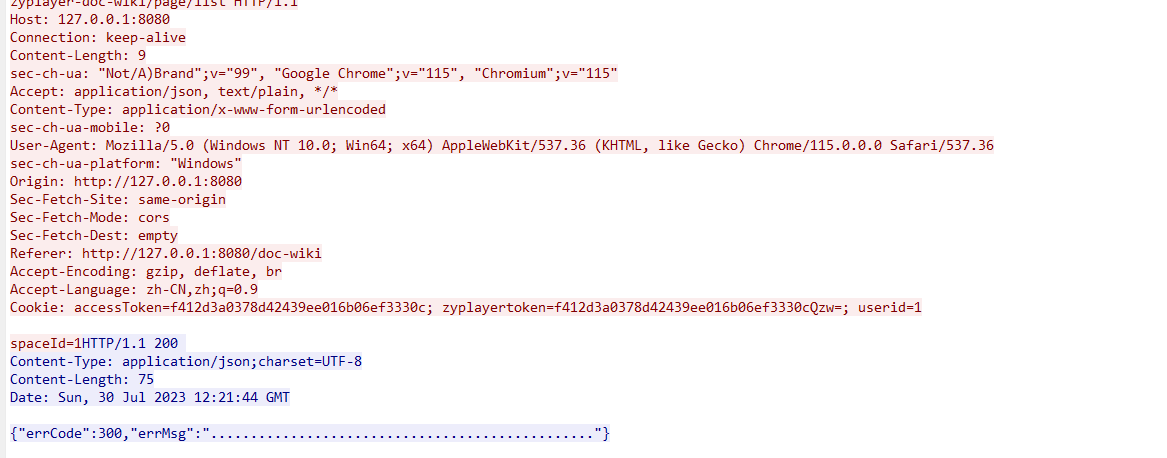 zyplayer-doc-wiki/page/list HTTP/1.1
Host: 127.0.0.1:8080
Connection: keep-alive
Content-Length: 9
sec-ch-ua: "Not/A)Brand";v="99", "Google Chrome";v="115", "Chromium";v="115"
Accept: application/json, text/plain, */*
Content-Type: application/x-www-form-urlencoded
sec-ch-ua-mobile: ?0
User-Agent: Mozilla/5.0 (Windows NT 10.0; Win64; x64) AppleWebKit/537.36 (KHTML, like Gecko) Chrome/115.0.0.0 Safari/537.36
sec-ch-ua-platform: "Windows"
Origin: http://127.0.0.1:8080
Sec-Fetch-Site: same-origin
Sec-Fetch-Mode: cors
Sec-Fetch-Dest: empty
Referer: http://127.0.0.1:8080/doc-wiki
Accept-Encoding: gzip, deflate, br
Accept-Language: zh-CN,zh;q=0.9
Cookie: accessToken=f412d3a0378d42439ee016b06ef3330c; zyplayertoken=f412d3a0378d42439ee016b06ef3330cQzw=; userid=1
spaceId=1HTTP/1.1 200
Content-Type: application/json;charset=UTF-8
Content-Length: 75
Date: Sun, 30 Jul 2023 12:21:44 GMT
{"errCode":300,"errMsg":"................................................"}